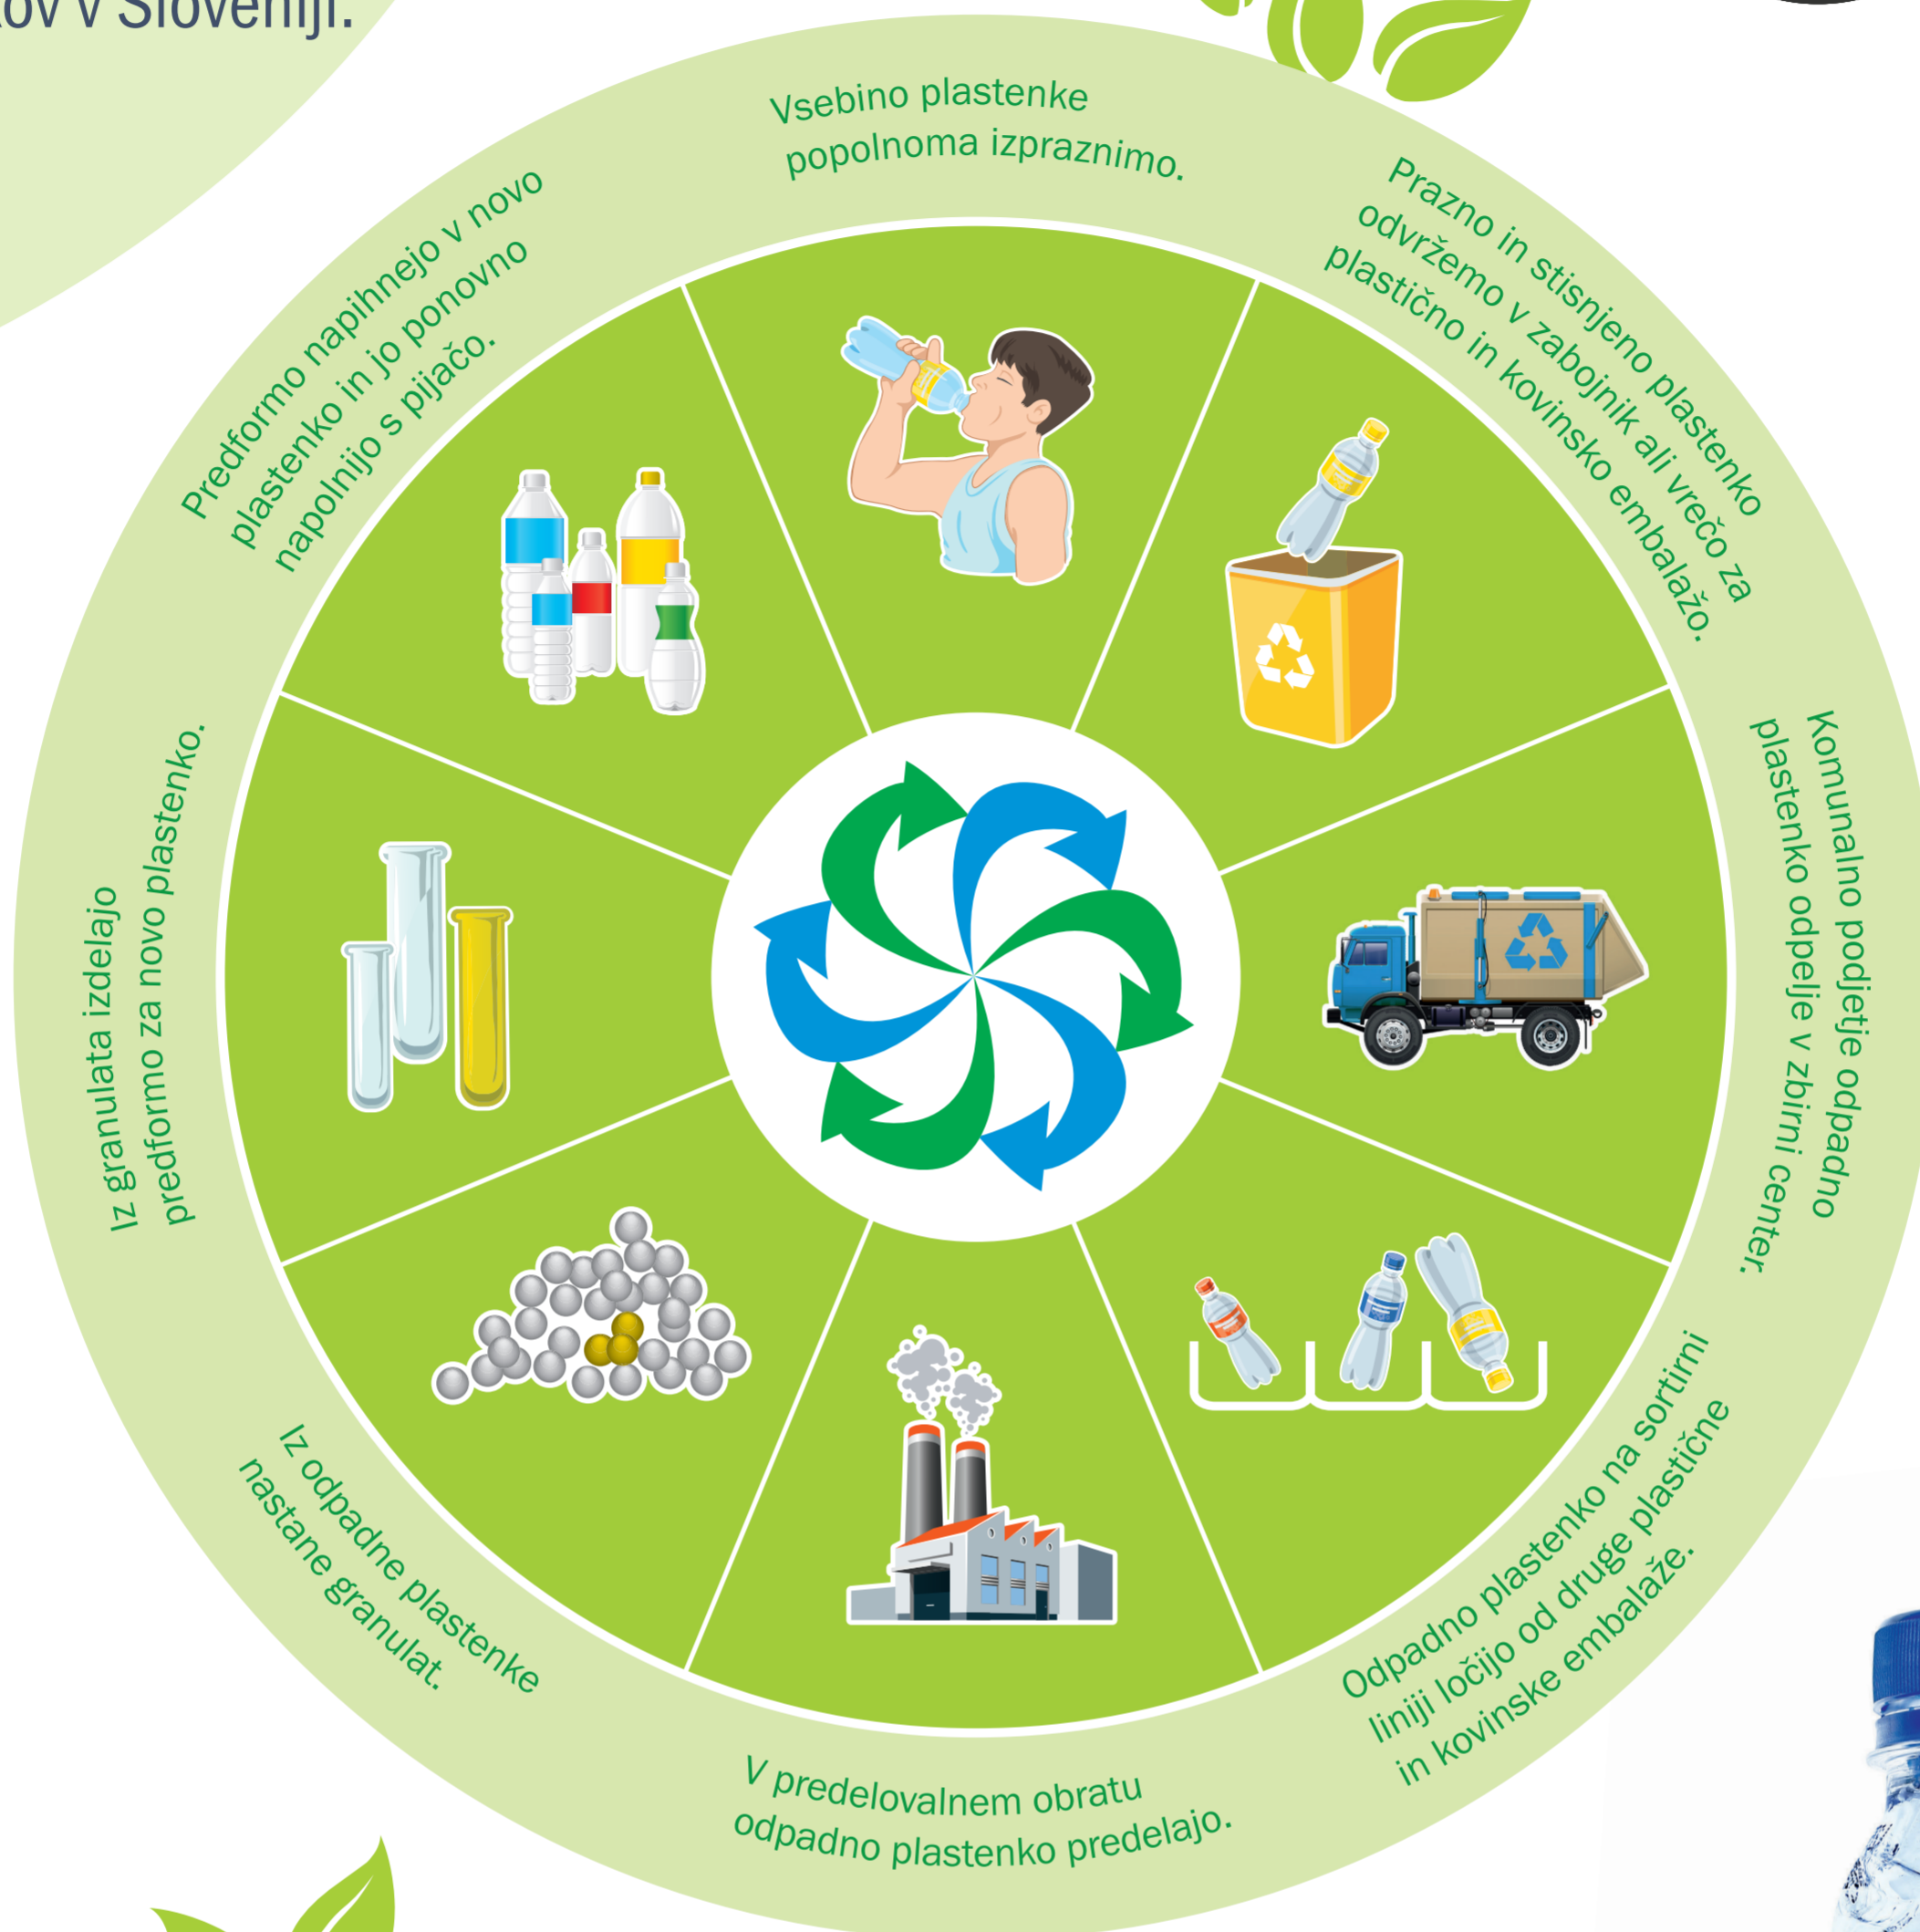 v Sloveniji.
Vsebino plastenke
popolnoma izpraznimo.
Prazno in stisnjeno plastenko
odvržemo v zabojnik ali vrečo za
plastično in kovinsko embalažo.
Komunalno podjetje odpadno
plastenko odpelje v zbirni center.
Odpadno plastenko na sortirni
liniji ločijo od druge plastične
in kovinske embalaže.
V predelovalnem obratu
odpadno plastenko predelajo.
Iz odpadne plastenke
nastane granulat.
Iz granulata izdelajo
predformo za novo plastenko.
Predformo napihnejo v novo
plastenko in jo ponovno
napolnijo s pijačo.